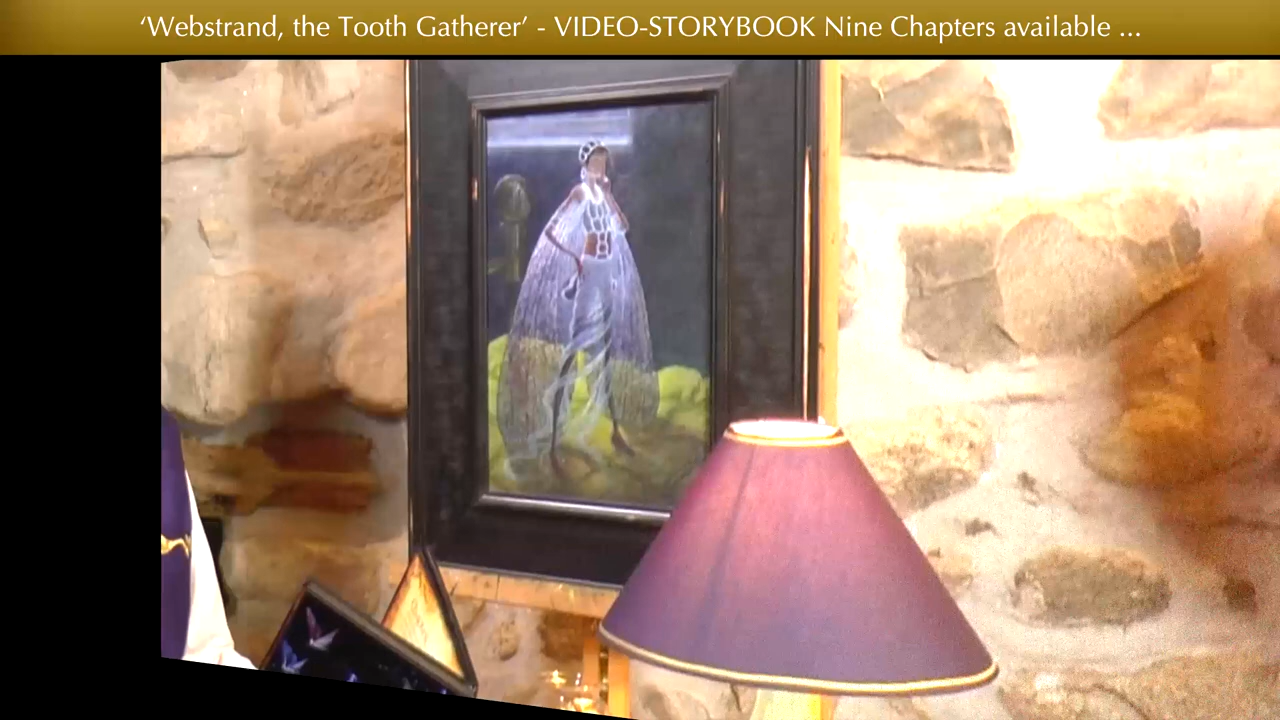 ‘Webstrand, the Tooth Gatherer’ - VIDEO-STORYBOOK Nine Chapters available ...